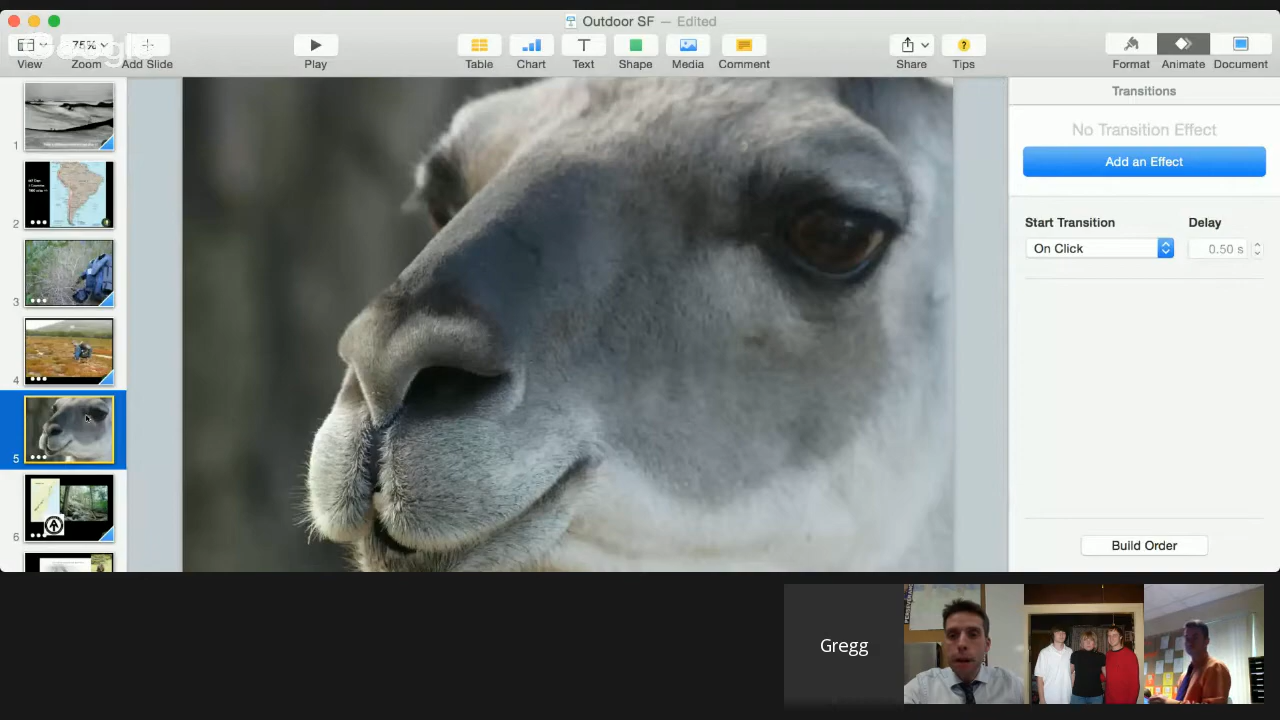 Outdoor SF — Edited
Google
75%
View
Zoom
Add Slide
Play
Table
Chart
Text
Shape
Media
Comment
Share
Tips
Format
Animate
Document
Transitions
No Transition Effect
Add an Effect
Start Transition
Delay
On Click
0.50 s
Build Order
1
2
3
4
5
6
Gregg